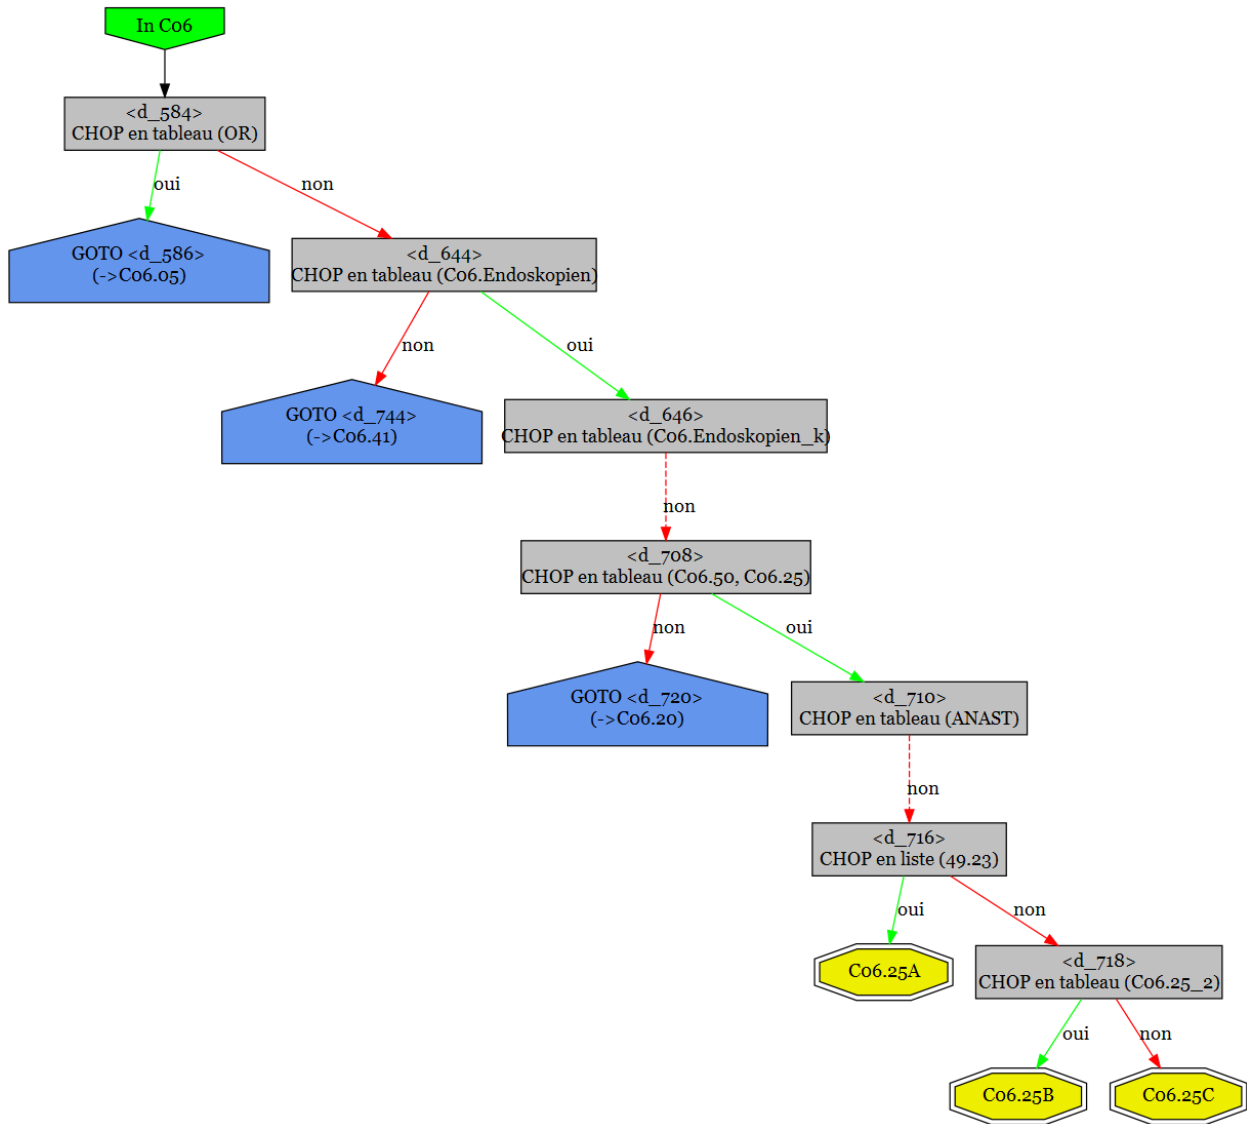 In C06
<d_584>
CHOP en tableau (OR)
oui
non
GOTO <d_586>
(->C06.05)
<d_644>
CHOP en tableau (C06.Endoskopien)
non
oui
GOTO <d_744>
(->C06.41)
<d_646>
CHOP en tableau (C06.Endoskopien_k)
non
<d_708>
CHOP en tableau (C06.50, C06.25)
non
oui
GOTO <d_720>
(->C06.20)
<d_710>
CHOP en tableau (ANAST)
non
<d_716>
CHOP en liste (49.23)
oui
non
C06.25A
<d_718>
CHOP en tableau (C06.25_2)
oui
non
C06.25B
C06.25C